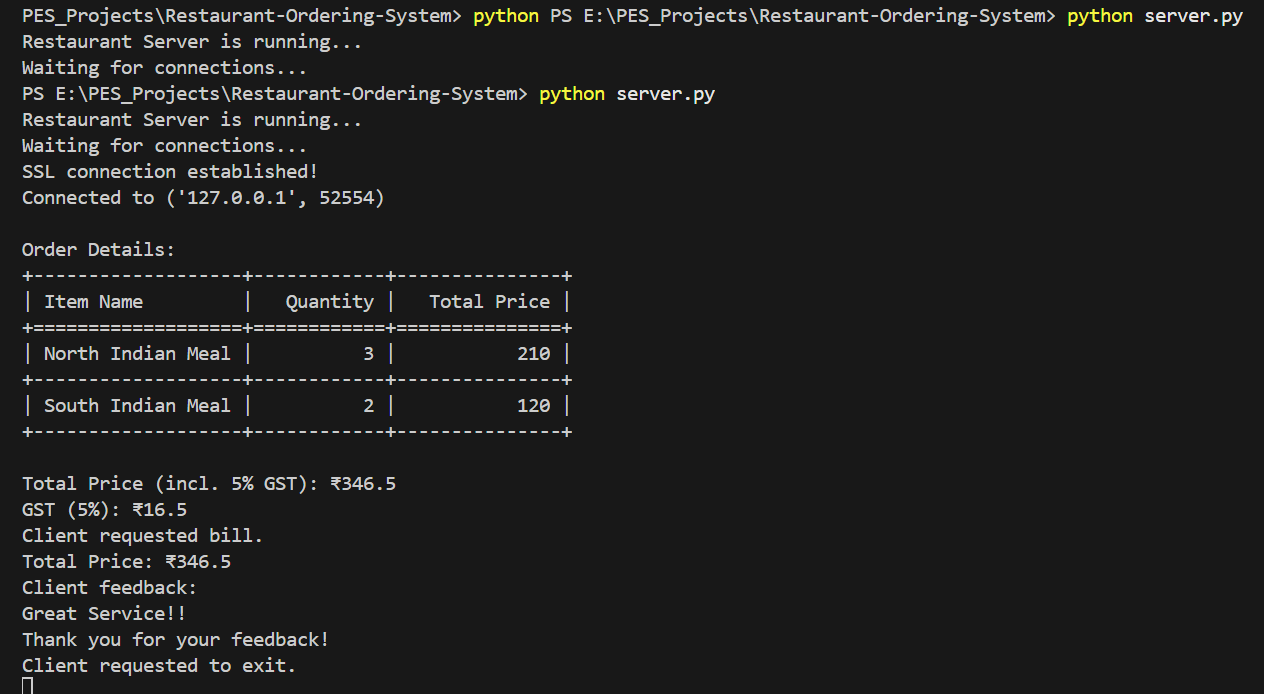 PES_Projects\Restaurant-Ordering-System> python PS E:\PES_Projects\Restaurant-Ordering-System> python server.py
Restaurant Server is running...
Waiting for connections...
PS E:\PES_Projects\Restaurant-Ordering-System> python server.py
Restaurant Server is running...
Waiting for connections...
SSL connection established!
Connected to ('127.0.0.1', 52554)

Order Details:
+-------------------+------------+---------------+
| Item Name         |   Quantity |   Total Price |
+===================+============+===============+
| North Indian Meal |          3 |           210 |
+-------------------+------------+---------------+
| South Indian Meal |          2 |           120 |
+-------------------+------------+---------------+

Total Price (incl. 5% GST): ₹346.5
GST (5%): ₹16.5
Client requested bill.
Total Price: ₹346.5
Client feedback:
Great Service!!
Thank you for your feedback!
Client requested to exit.